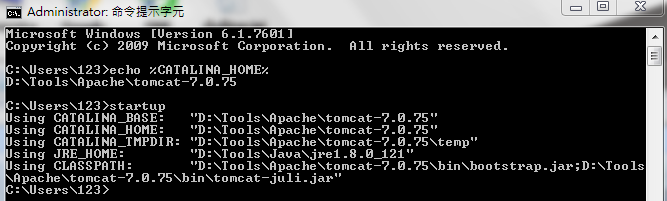 Administrator: 命令提示字元
Microsoft Windows [Version 6.1.7601]
Copyright (c) 2009 Microsoft Corporation.  All rights reserved.
C:\Users\123>echo %CATALINA_HOME%
D:\Tools\Apache\tomcat-7.0.75
C:\Users\123>startup
Using CATALINA_BASE:   "D:\Tools\Apache\tomcat-7.0.75"
Using CATALINA_HOME:   "D:\Tools\Apache\tomcat-7.0.75"
Using CATALINA_TMPDIR: "D:\Tools\Apache\tomcat-7.0.75\temp"
Using JRE_HOME:        "D:\Tools\Java\jre1.8.0_121"
Using CLASSPATH:       "D:\Tools\Apache\tomcat-7.0.75\bin\bootstrap.jar;D:\Tools
\Apache\tomcat-7.0.75\bin\tomcat-juli.jar"
C:\Users\123>